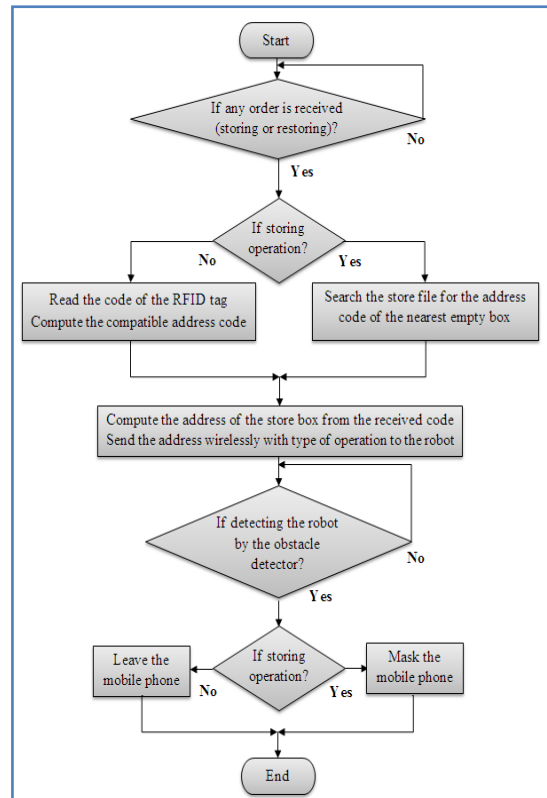 Start
If any order is received
(storing or restoring)?
No
Yes
If storing
operation?
No
Yes
Read the code of the RFID tag
Compute the compatible address code
Search the store file for the address
code of the nearest empty box
Compute the address of the store box from the received code
Send the address wirelessly with type of operation to the robot
If detecting the robot
by the obstacle
detector?
No
Yes
If storing
operation?
No
Yes
Leave the
mobile phone
Mask the
mobile phone
End